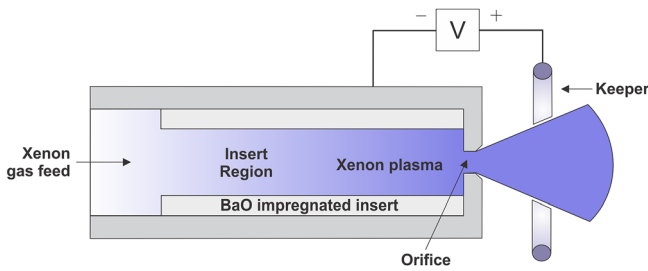 − V +
Keeper
Xenon
gas feed
Insert
Region
Xenon plasma
BaO impregnated insert
Orifice